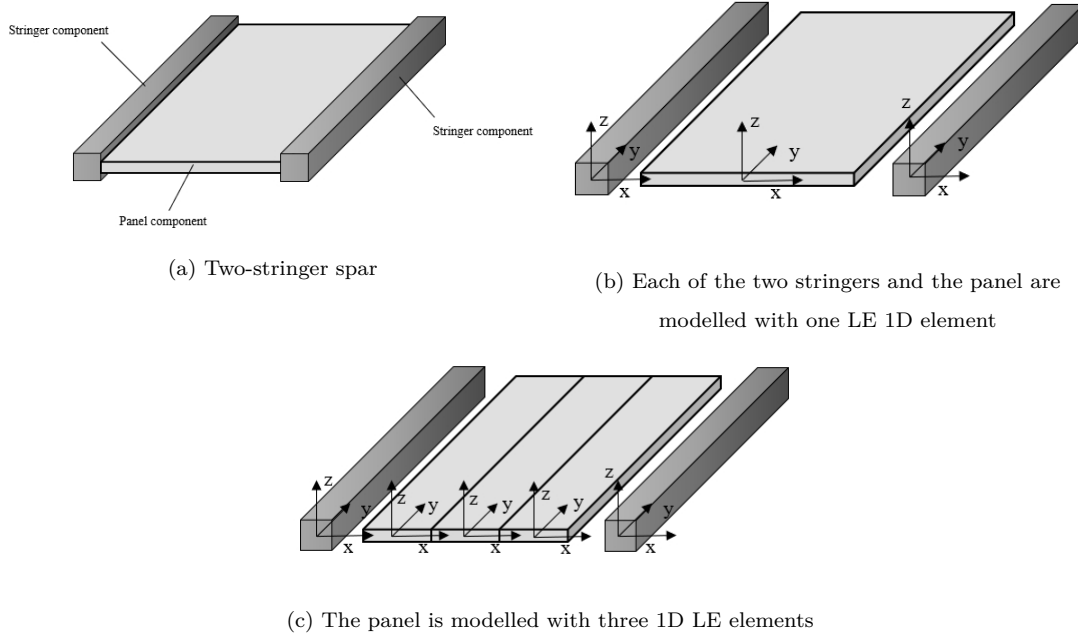 Stringer component
Stringer component
Panel component
(a) Two-stringer spar
z
y
x
z
y
x
z
y
x
(b) Each of the two stringers and the panel are
modelled with one LE 1D element
z
y
x
z
y
x
z
y
x
z
y
x
z
y
x
(c) The panel is modelled with three 1D LE elements